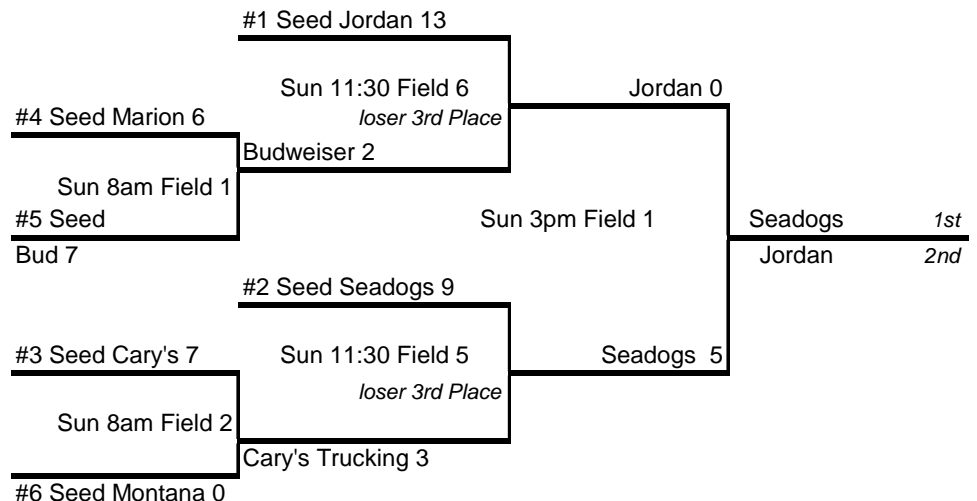 #1 Seed Jordan 13
Sun 11:30 Field 6
Jordan 0
#4 Seed Marion 6
loser 3rd Place
Budweiser 2
Sun 8am Field 1
#5 Seed
Sun 3pm Field 1
Seadogs 1st
Bud 7
Jordan 2nd
#2 Seed Seadogs 9
#3 Seed Cary's 7
Sun 11:30 Field 5
Seadogs 5
loser 3rd Place
Sun 8am Field 2
Cary's Trucking 3
#6 Seed Montana 0